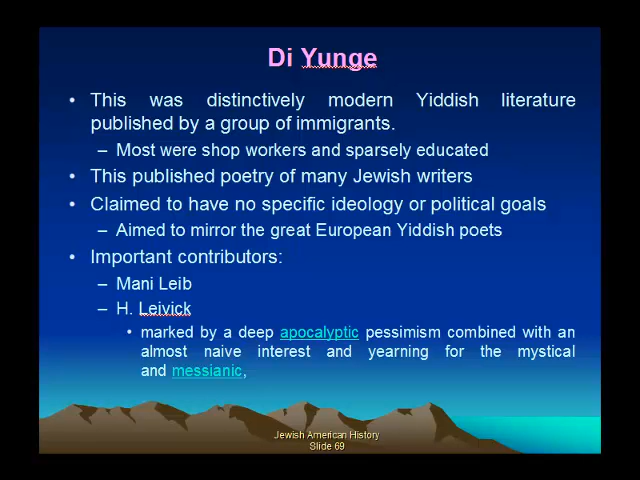 Di Yunge
• This was distinctively modern Yiddish literature
published by a group of immigrants.
– Most were shop workers and sparsely educated
• This published poetry of many Jewish writers
• Claimed to have no specific ideology or political goals
– Aimed to mirror the great European Yiddish poets
• Important contributors:
– Mani Leib
– H. Leivick
• marked by a deep apocalyptic pessimism combined with an
almost naive interest and yearning for the mystical
and messianic,
Jewish American History
Slide 69